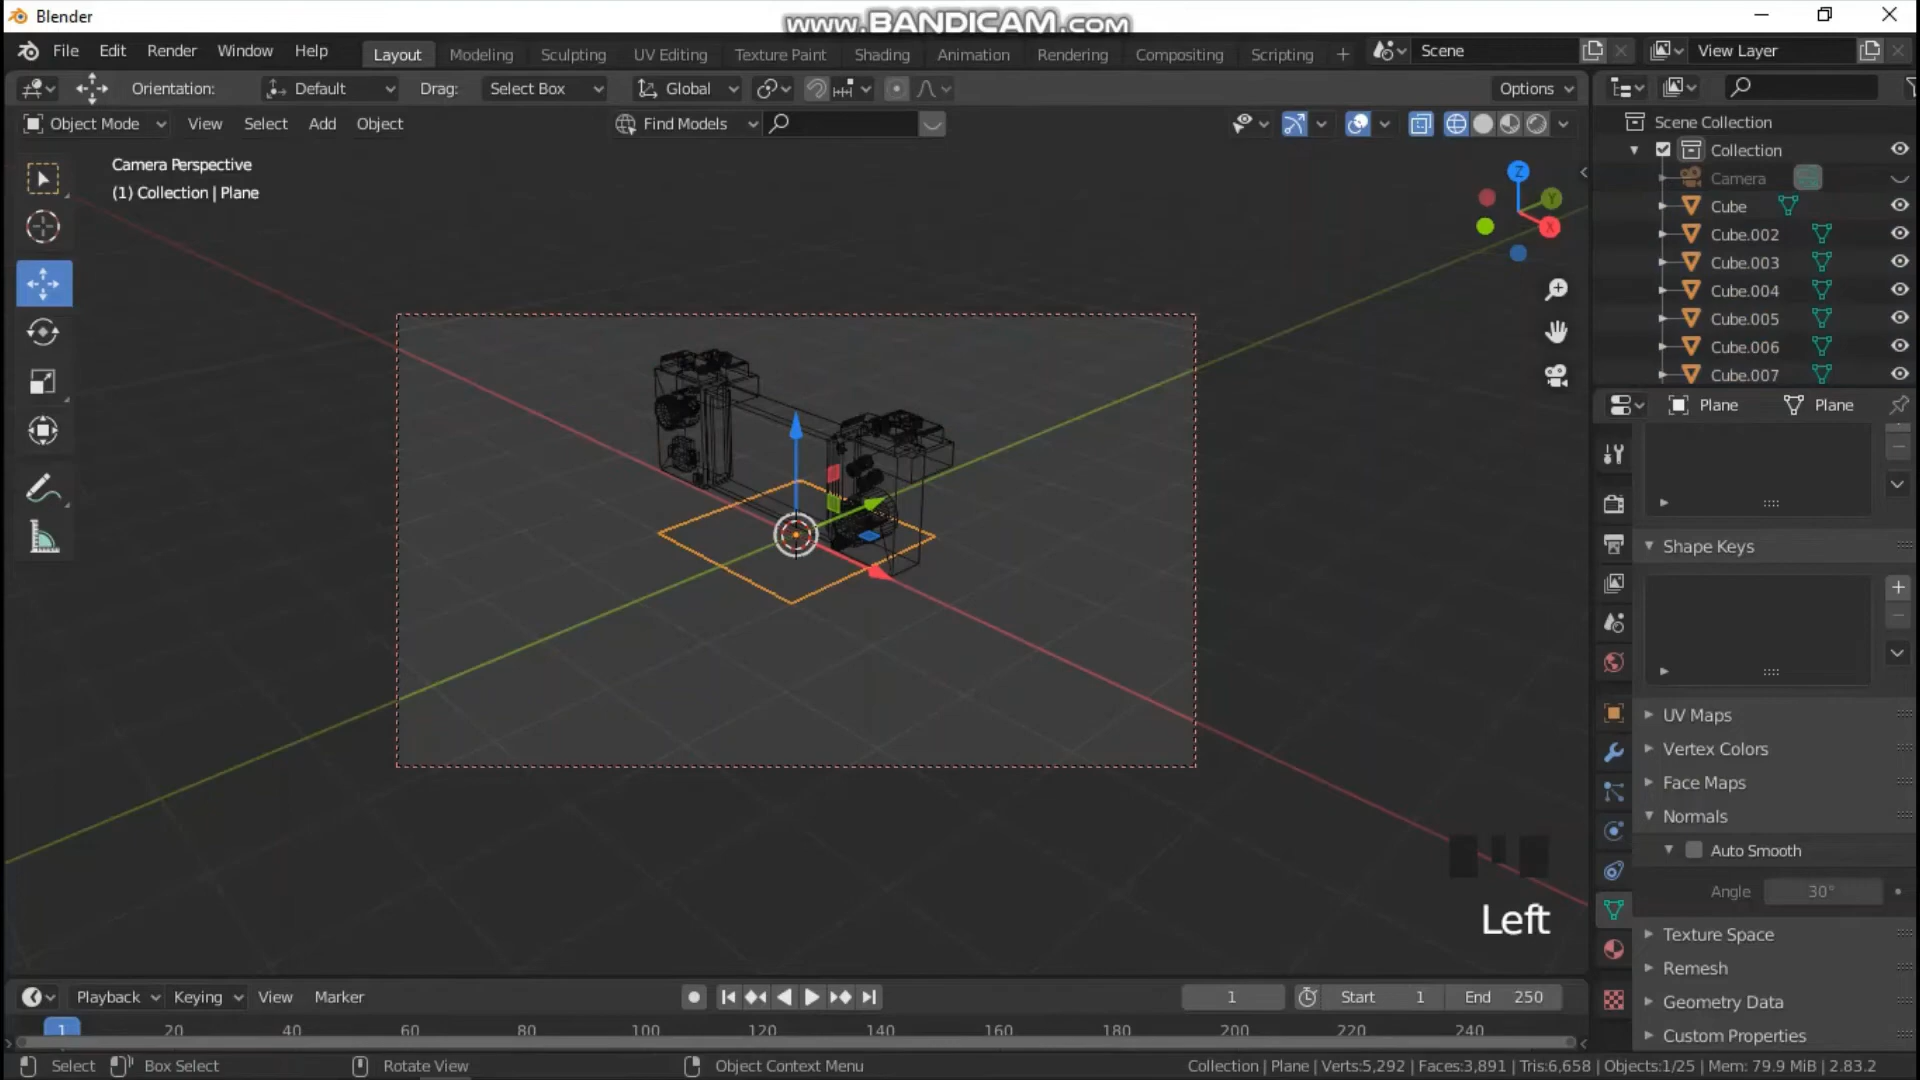 Blender
www.BANDICAM.com
File Edit Render Window Help
Layout Modeling Sculpting UV Editing Texture Paint Shading Animation Rendering Compositing Scripting +
Scene
View Layer
Orientation: Default Drag: Select Box Global Options
Object Mode View Select Add Object Find Models
Camera Perspective
(1) Collection | Plane
Z
Y
X
Scene Collection
Collection
Camera
Cube
Cube.002
Cube.003
Cube.004
Cube.005
Cube.006
Cube.007
Plane Plane
Shape Keys
UV Maps
Vertex Colors
Face Maps
Normals
Auto Smooth
Angle 30°
Texture Space
Remesh
Geometry Data
Custom Properties
Left
Playback Keying View Marker 1 Start 1 End 250
1 20 40 60 80 100 120 140 160 180 200 220 240
Select Box Select Rotate View Object Context Menu
Collection | Plane | Verts:5,292 | Faces:3,891 | Tris:6,658 | Objects:1/25 | Mem: 79.9 MiB | 2.83.2